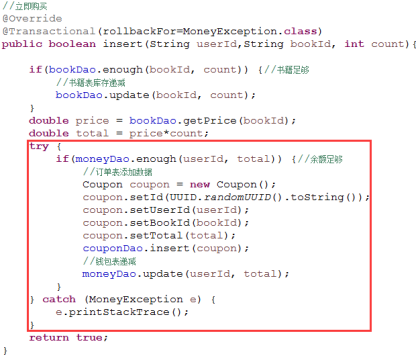 //立即购买
@Override
@Transactional(rollbackFor=MoneyException.class)
public boolean insert(String userId,String bookId, int count){
if(bookDao.enough(bookId, count)) {//书籍足够
//书籍表库存递减
bookDao.update(bookId, count);
}
double price = bookDao.getPrice(bookId);
double total = price*count;
try {
if(moneyDao.enough(userId, total)) {//余额足够
//订单表添加数据
Coupon coupon = new Coupon();
coupon.setId(UUID.randomUUID().toString());
coupon.setUserId(userId);
coupon.setBookId(bookId);
coupon.setTotal(total);
couponDao.insert(coupon);
//钱包表递减
moneyDao.update(userId, total);
}
} catch (MoneyException e) {
e.printStackTrace();
}
return true;
}